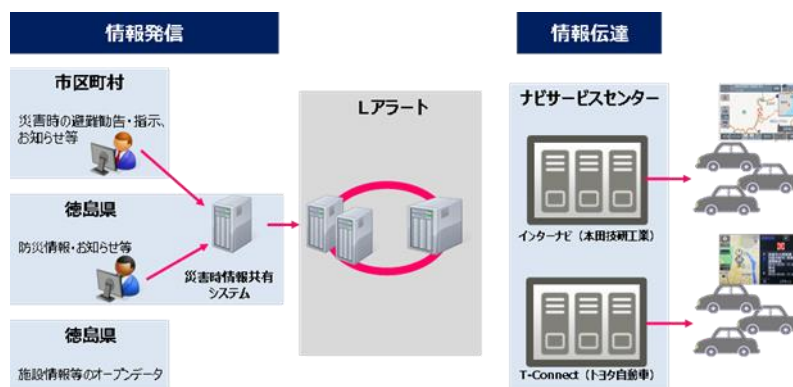 情報発信
情報伝達
市区町村
災害時の避難勧告・指示、
お知らせ等
徳島県
防災情報・お知らせ等
災害時情報共有
システム
徳島県
施設情報等のオープンデータ
Lアラート
ナビサービスセンター
インターナビ（本田技研工業）
T-Connect（トヨタ自動車）